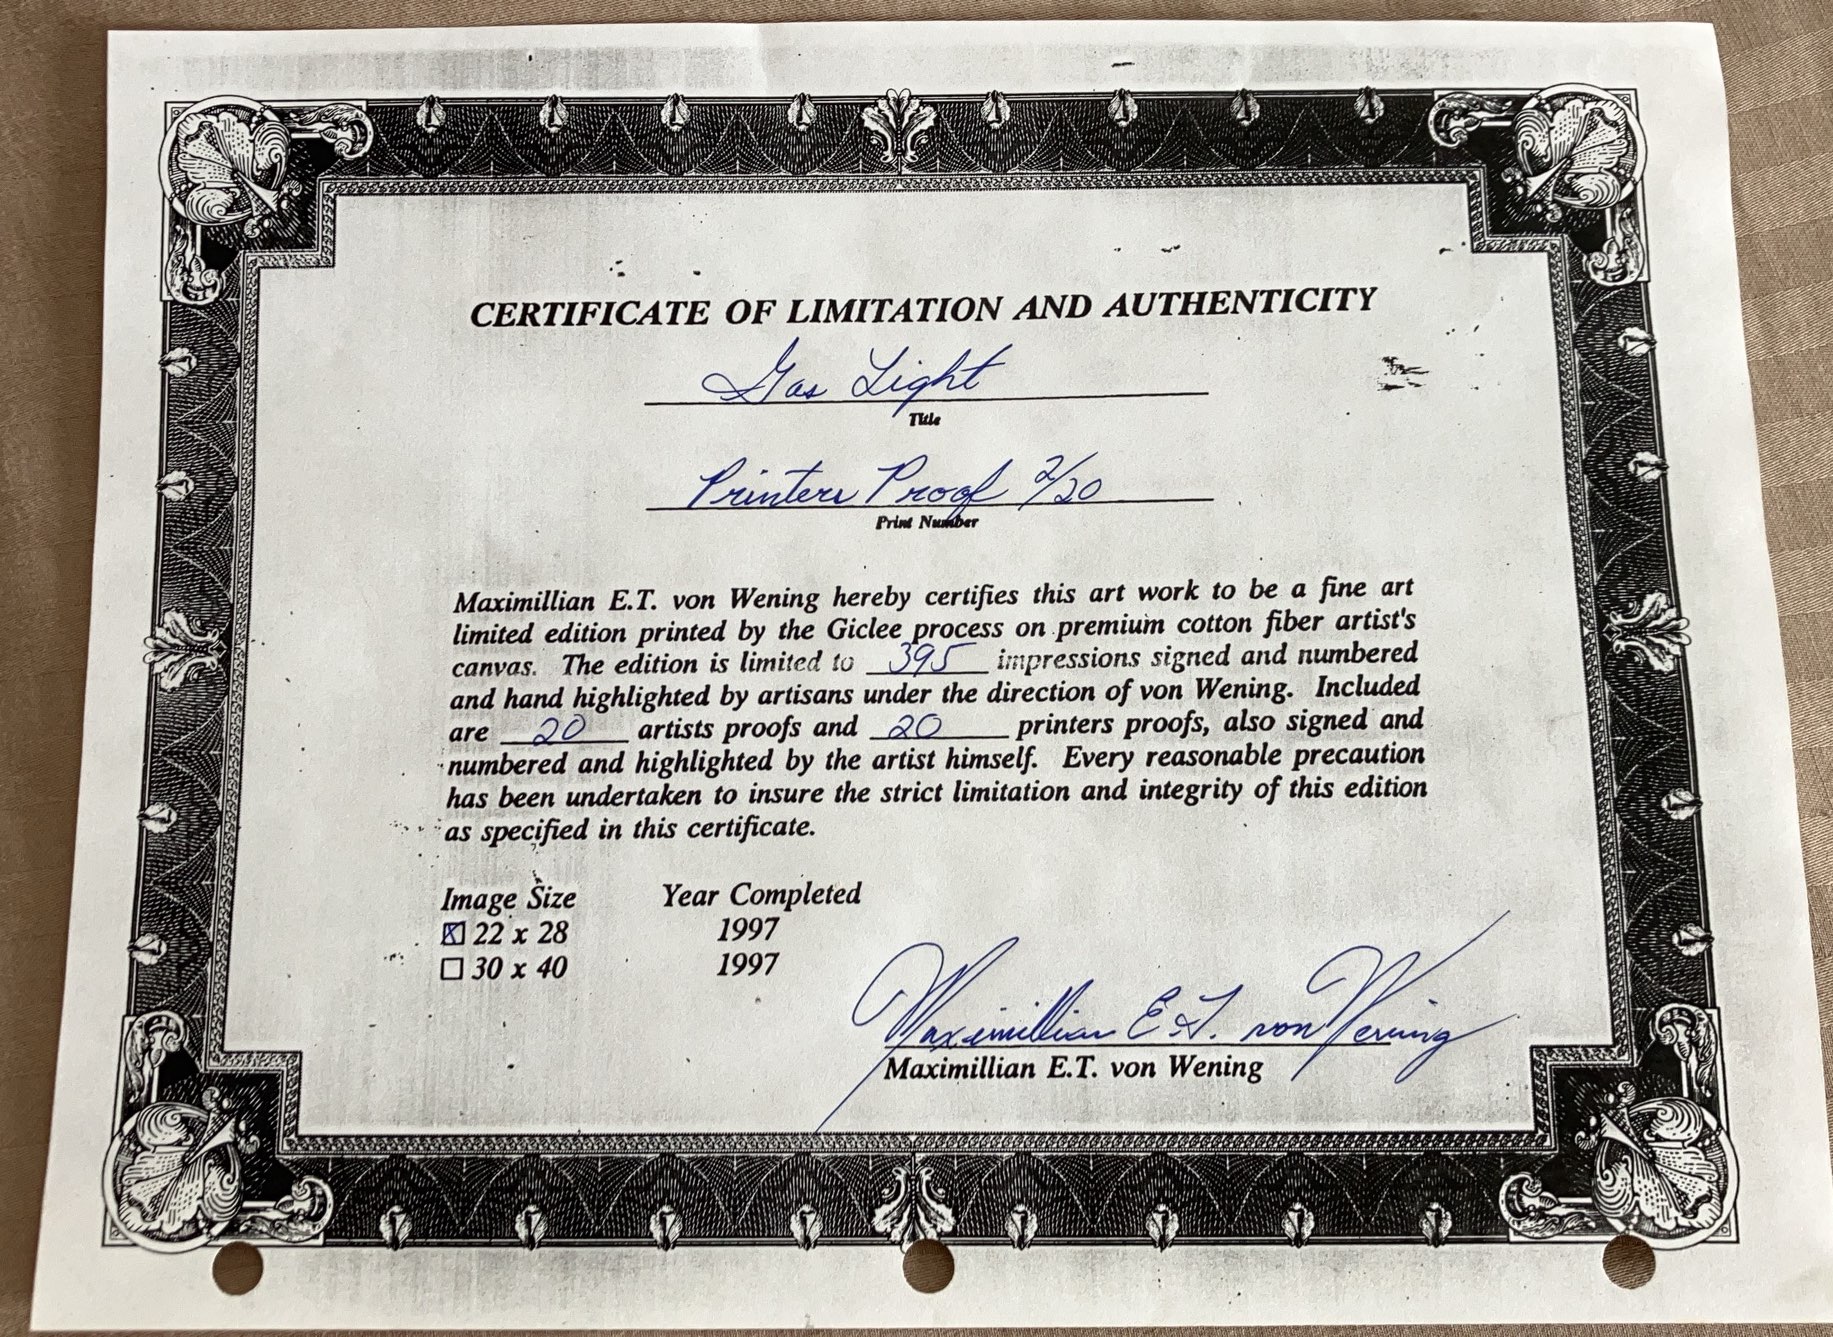 CERTIFICATE OF LIMITATION AND AUTHENTICITY
Gas Light
Title
Printers Proof 2/20
Print Number
Maximillian E.T. von Wening hereby certifies this art work to be a fine art
limited edition printed by the Giclee process on premium cotton fiber artist's
canvas. The edition is limited to 395 impressions signed and numbered
and hand highlighted by artisans under the direction of von Wening. Included
are 20 artists proofs and 20 printers proofs, also signed and
numbered and highlighted by the artist himself. Every reasonable precaution
has been undertaken to insure the strict limitation and integrity of this edition
as specified in this certificate.
Image Size Year Completed
☒ 22 x 28 1997
☐ 30 x 40 1997
Maximillian E.T. von Wening
Maximillian E.T. von Wening